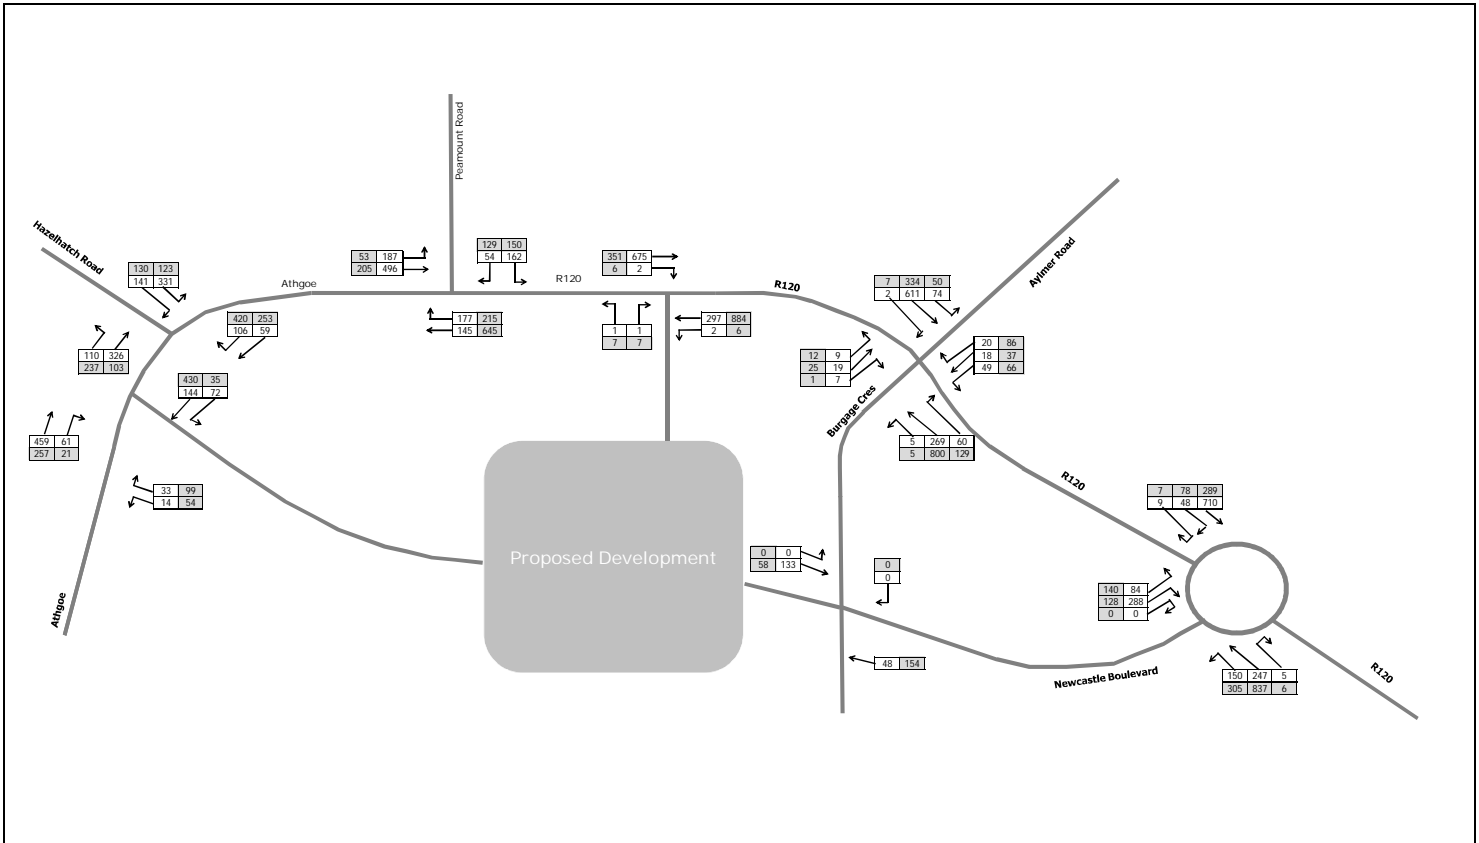 Peamount Road
Hazelhatch Road
Aylmer Road
129 150
54 162
53 187
205 496
351 675
6 2
130 123
141 331
Athgoe
R120
R120
7 334 50
2 611 74
420 253
106 59
177 215
145 645
1 1
7 7
297 884
2 6
110 326
237 103
12 9
25 19
1 7
20 86
18 37
49 66
430 35
144 72
Burgage Cres
459 61
257 21
5 269 60
5 800 129
R120
33 99
14 54
7 78 289
9 48 710
Proposed Development
0 0
58 133
0
0
140 84
128 288
0 0
Athgoe
48 154
Newcastle Boulevard
150 247 5
305 837 6
R120